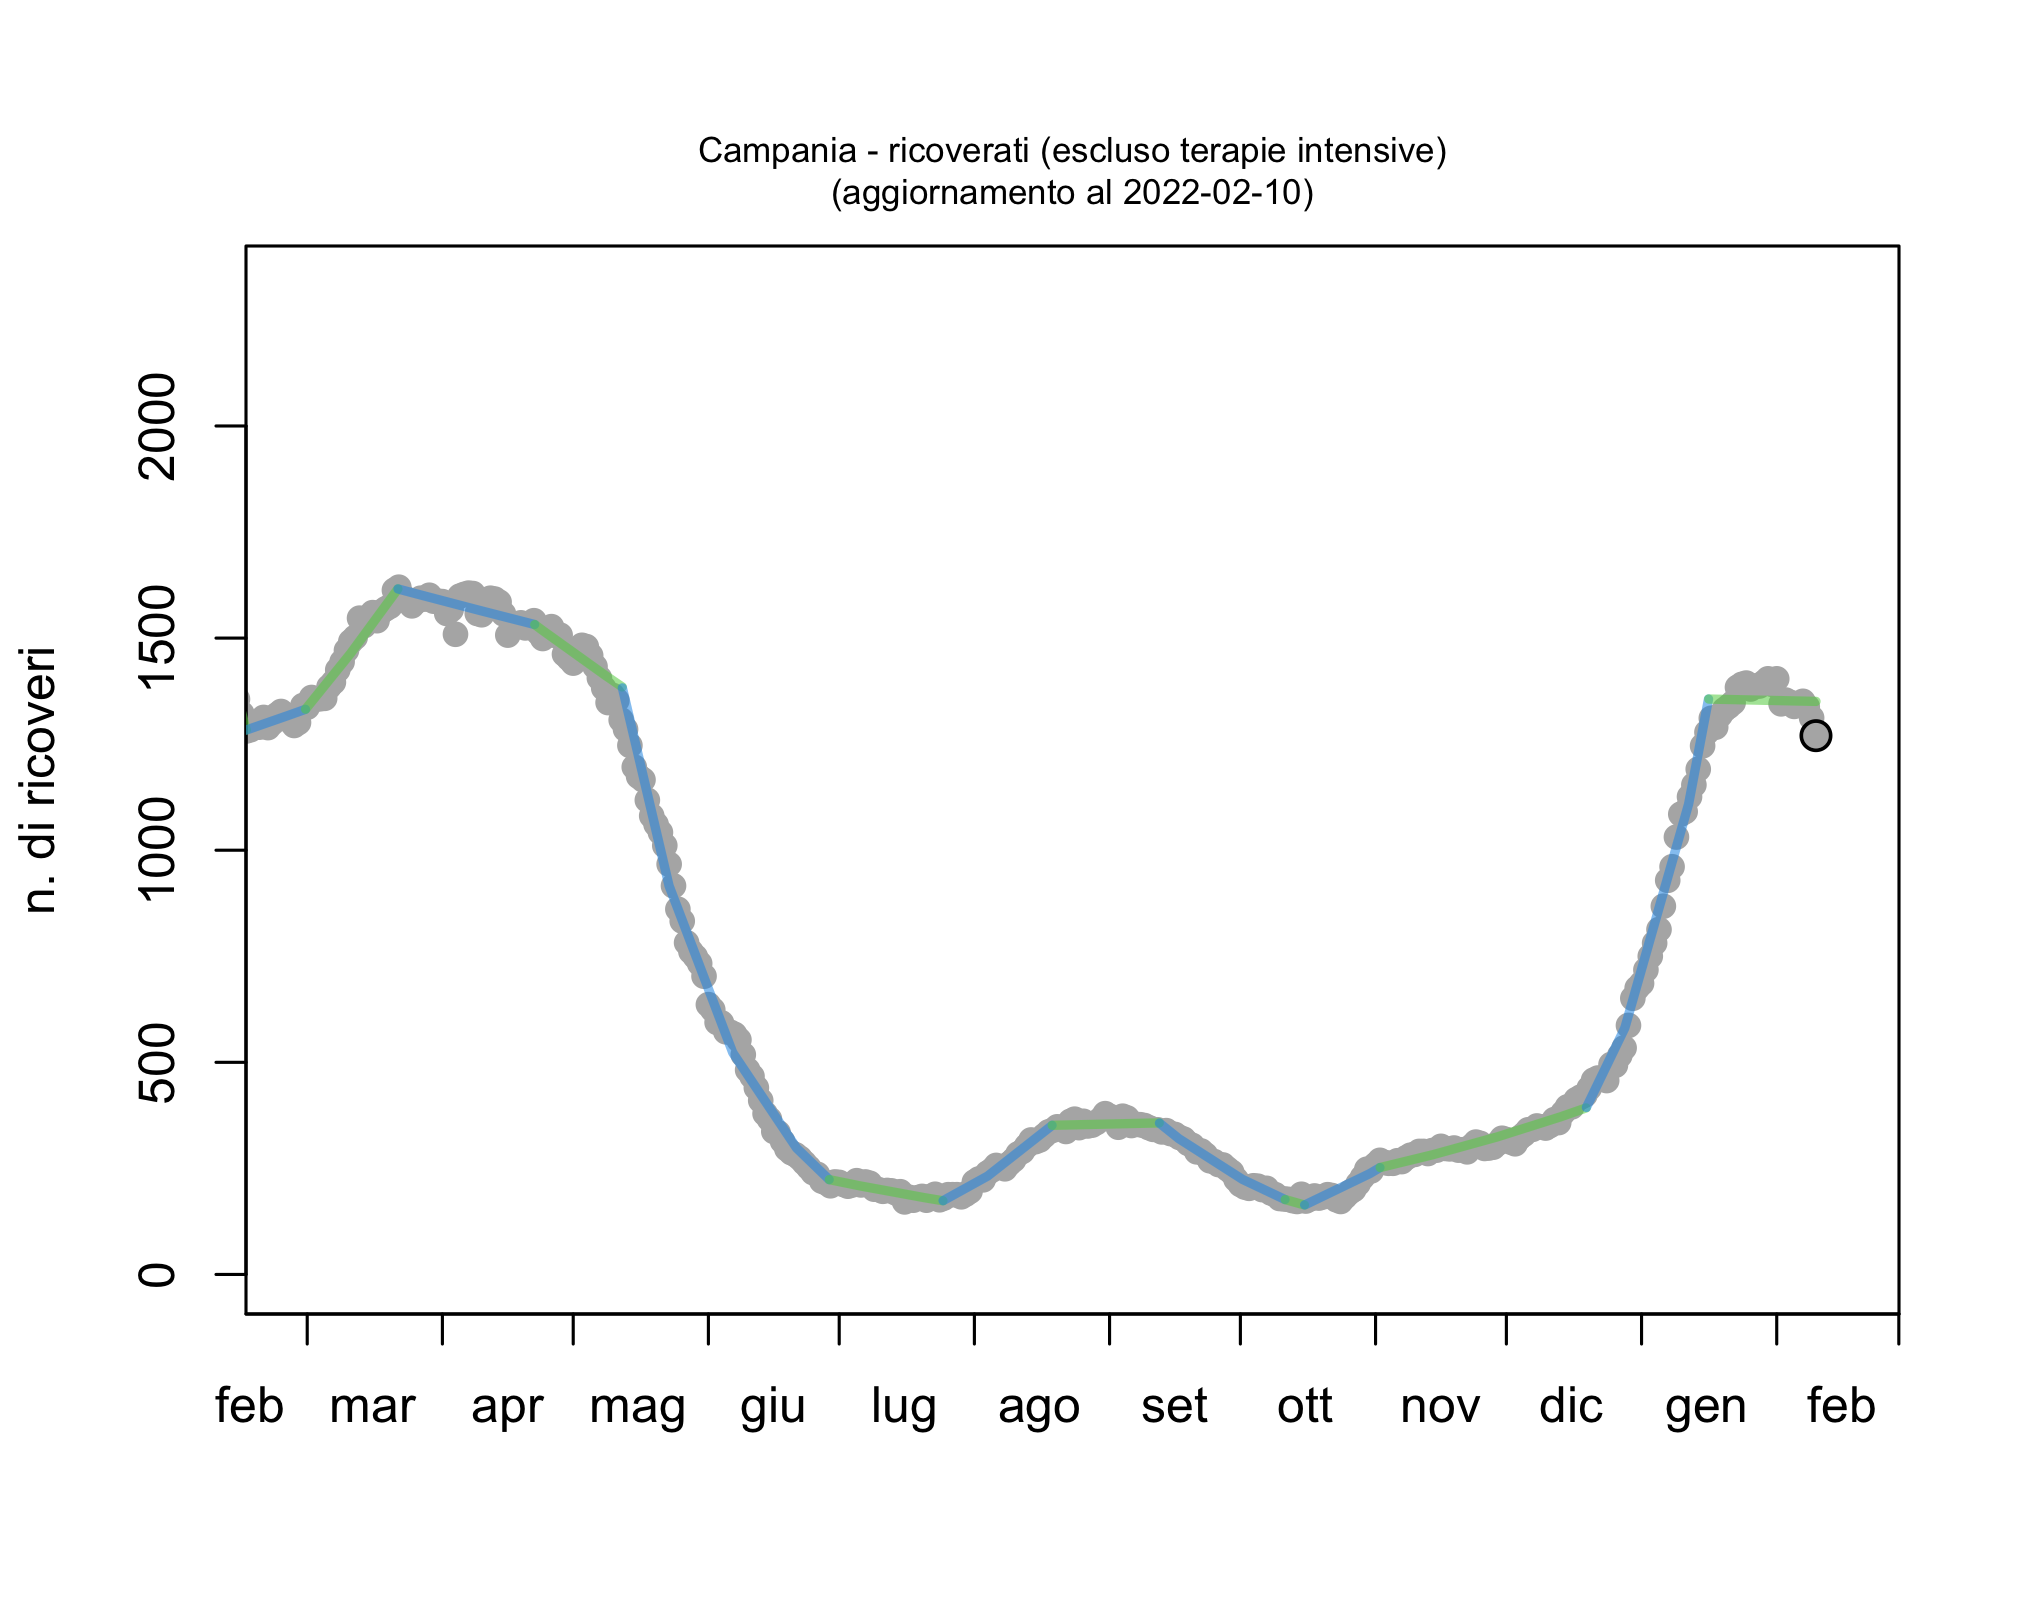 Campania - ricoverati (escluso terapie intensive)
(aggiornamento al 2022-02-10)
n. di ricoveri
2000
1500
1000
500
0
feb mar apr mag giu lug ago set ott nov dic gen feb